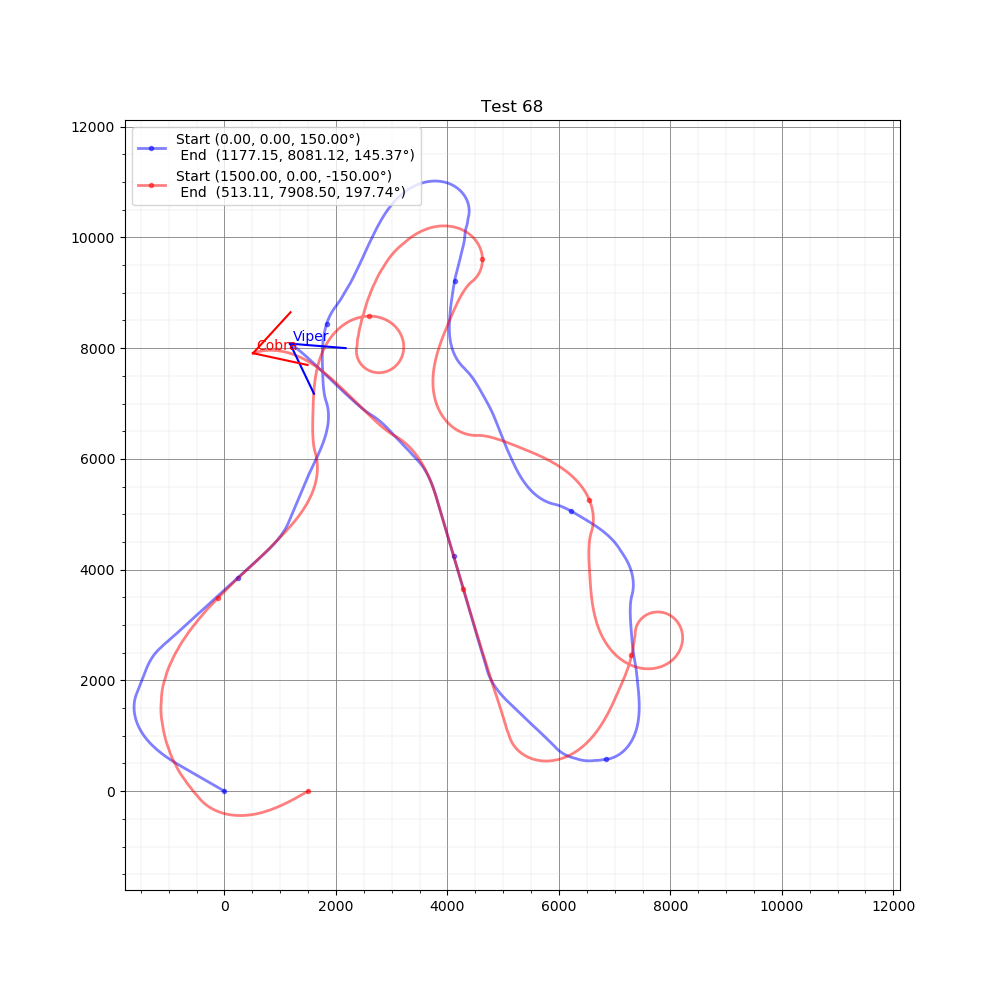 Test 68
Start (0.00, 0.00, 150.00°)
End (1177.15, 8081.12, 145.37°)
Start (1500.00, 0.00, -150.00°)
End (513.11, 7908.50, 197.74°)
12000
10000
8000
6000
4000
2000
0
Viper
Cobra
0 2000 4000 6000 8000 10000 12000